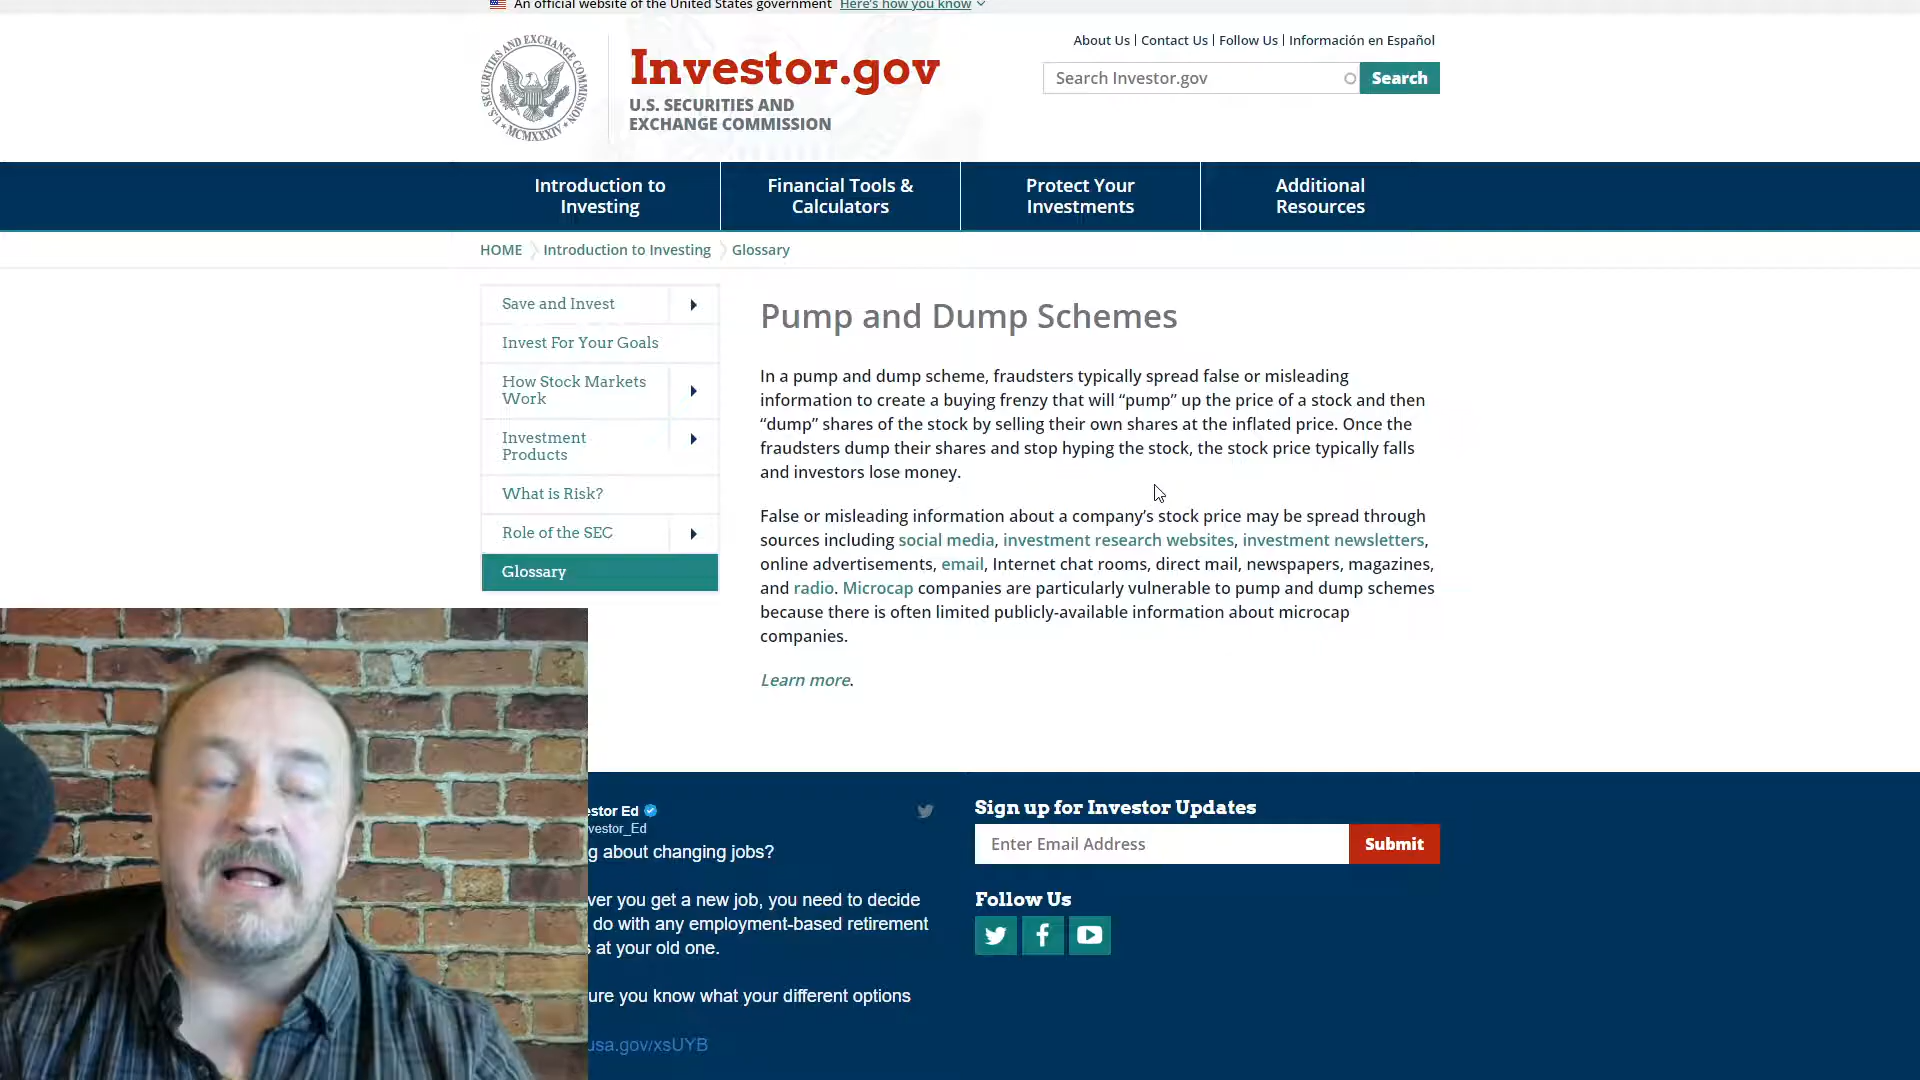 An official website of the United States government Here's how you know
About Us | Contact Us | Follow Us | Información en Español
U.S. SECURITIES AND EXCHANGE COMMISSION
MCMXXXIV
Investor.gov
U.S. SECURITIES AND
EXCHANGE COMMISSION
Search Investor.gov
Search
Introduction to
Investing
Financial Tools &
Calculators
Protect Your
Investments
Additional
Resources
HOME
Introduction to Investing
Glossary
Save and Invest
Invest For Your Goals
How Stock Markets
Work
Investment
Products
What is Risk?
Role of the SEC
Glossary
Pump and Dump Schemes
In a pump and dump scheme, fraudsters typically spread false or misleading
information to create a buying frenzy that will “pump” up the price of a stock and then
“dump” shares of the stock by selling their own shares at the inflated price. Once the
fraudsters dump their shares and stop hyping the stock, the stock price typically falls
and investors lose money.
False or misleading information about a company’s stock price may be spread through
sources including social media, investment research websites, investment newsletters,
online advertisements, email, Internet chat rooms, direct mail, newspapers, magazines,
and radio. Microcap companies are particularly vulnerable to pump and dump schemes
because there is often limited publicly-available information about microcap
companies.
Learn more.
estor Ed
vestor_Ed
g about changing jobs?
ver you get a new job, you need to decide
do with any employment-based retirement
s at your old one.
ure you know what your different options
usa.gov/xsUYB
Sign up for Investor Updates
Enter Email Address
Submit
Follow Us